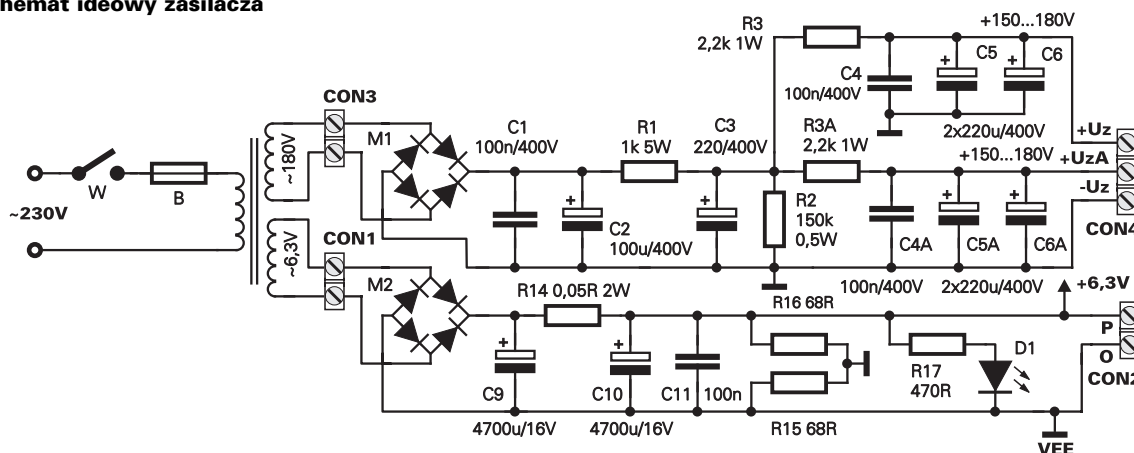 hemat ideowy zasilacza
~230V
W
B
~180V
~6,3V
CON3
CON1
M1
M2
C1
100n/400V
C2
100u/400V
R1
1k 5W
C3
220/400V
R3
2,2k 1W
R3A
2,2k 1W
R2
150k
0,5W
C4
100n/400V
C5
C6
2x220u/400V
+150...180V
+150...180V
C4A
100n/400V
C5A
C6A
2x220u/400V
+Uz
+UzA
-Uz
CON4
R14 0,05R 2W
C9
4700u/16V
C10
4700u/16V
C11
100n
R16 68R
R15 68R
R17
470R
D1
+6,3V
P
O
CON2
VEE